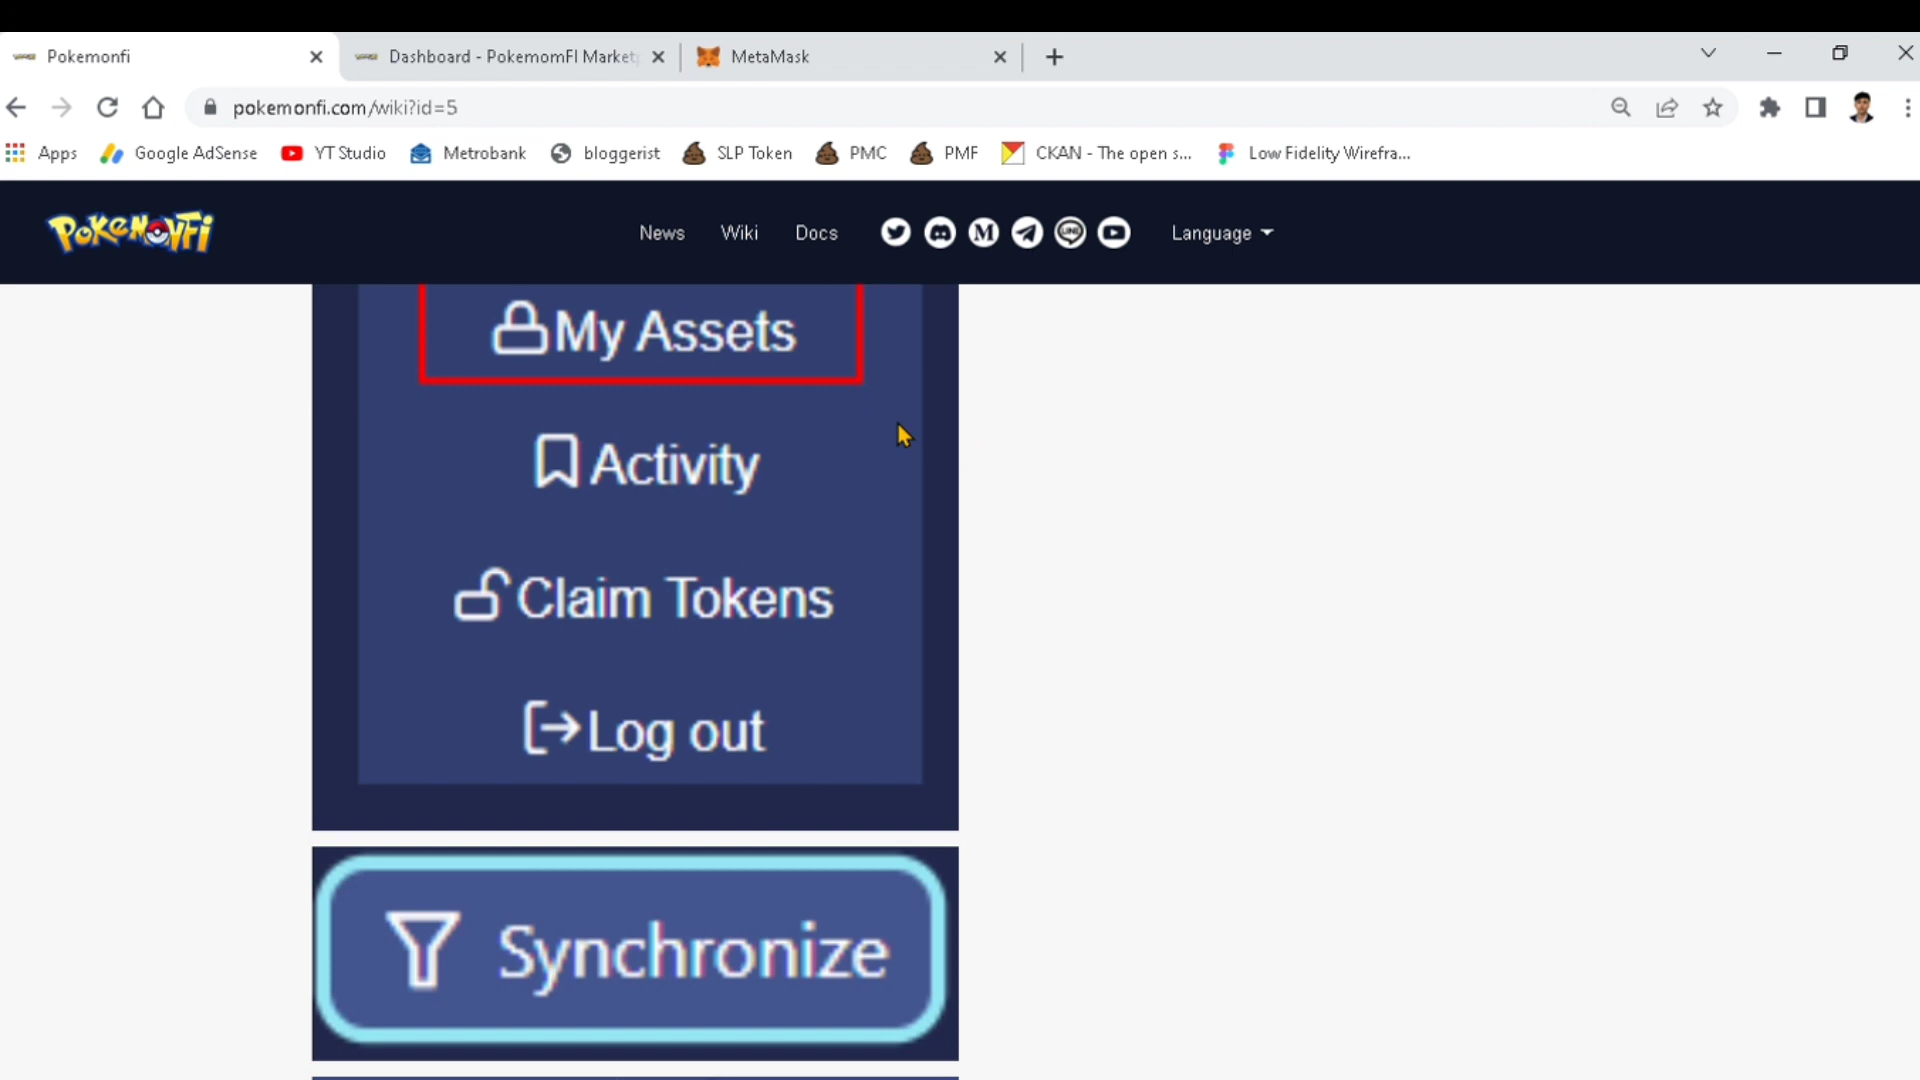 Pokemonfi
Dashboard - PokemomFI Market
MetaMask
pokemonfi.com/wiki?id=5
Apps
Google AdSense
YT Studio
Metrobank
bloggerist
SLP Token
PMC
PMF
CKAN - The open s...
Low Fidelity Wirefra...
POKEMONFi
News
Wiki
Docs
M
LINE
Language
My Assets
Activity
Claim Tokens
Log out
Synchronize